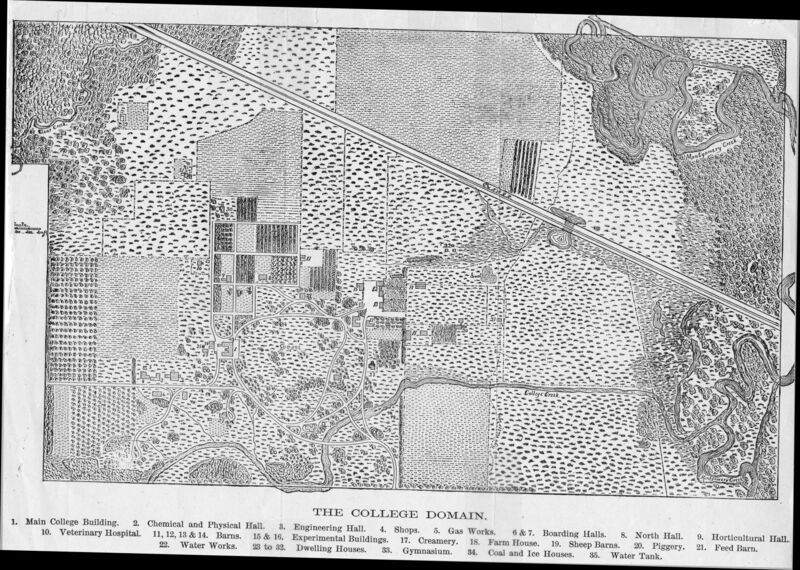 Montgomery Creek
College Creek
THE COLLEGE DOMAIN.
1. Main College Building. 2. Chemical and Physical Hall. 3. Engineering Hall. 4. Shops. 5. Gas Works. 6 & 7. Boarding Halls. 8. North Hall. 9. Horticultural Hall.
10. Veterinary Hospital. 11, 12, 13 & 14. Barns. 15 & 16. Experimental Buildings. 17. Creamery. 18. Farm House. 19. Sheep Barns. 20. Piggery. 21. Feed Barn.
22. Water Works. 23 to 32. Dwelling Houses. 33. Gymnasium. 34. Coal and Ice Houses. 35. Water Tank.